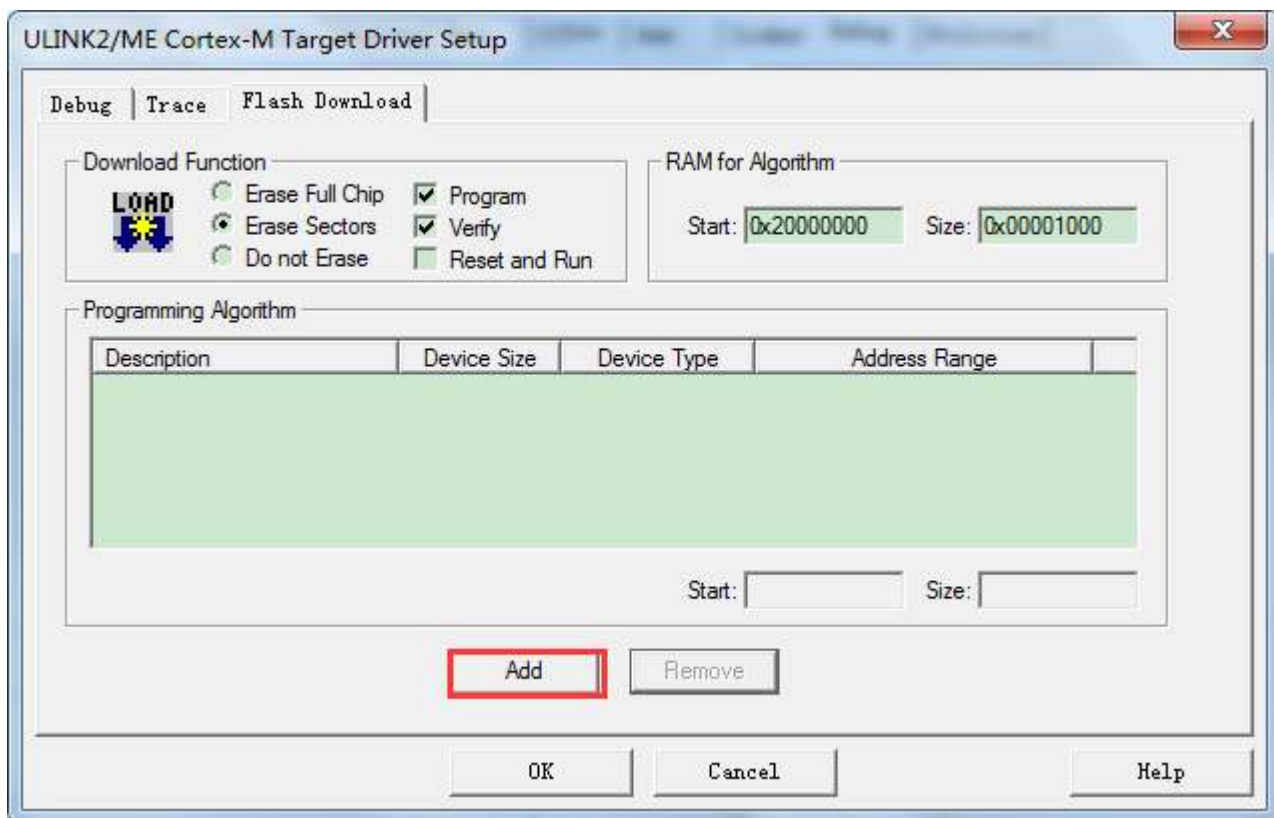 ULINK2/ME Cortex-M Target Driver Setup
Debug Trace Flash Download
Download Function
LOAD
Erase Full Chip
Erase Sectors
Do not Erase
Program
Verify
Reset and Run
RAM for Algorithm
Start: 0x20000000 Size: 0x00001000
Programming Algorithm
Description Device Size Device Type Address Range
Start: Size:
Add Remove
OK Cancel Help